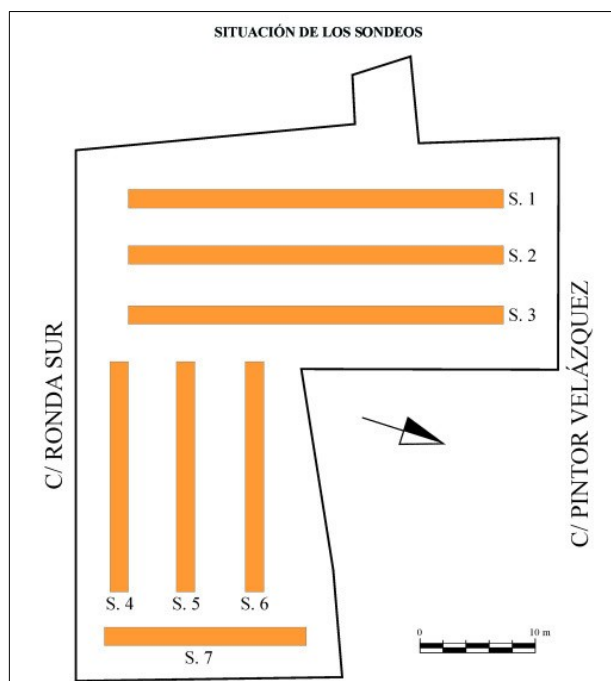 SITUACIÓN DE LOS SONDEOS
S. 1
S. 2
S. 3
C/ RONDA SUR
C/ PINTOR VELÁZQUEZ
S. 4
S. 5
S. 6
S. 7
0
10 m